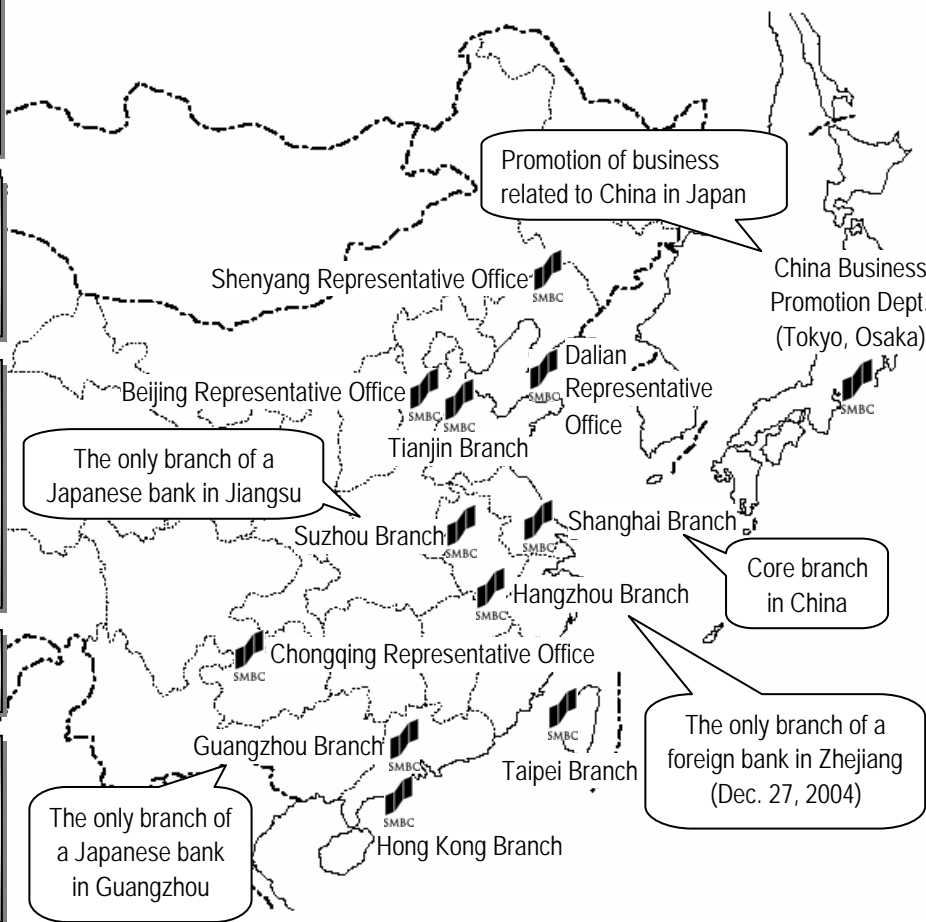 Promotion of business
related to China in Japan
Shenyang Representative Office
SMBC
China Business
Promotion Dept.
(Tokyo, Osaka)
SMBC
Beijing Representative Office
SMBC
SMBC
Tianjin Branch
Dalian
Representative
Office
SMBC
The only branch of a
Japanese bank in Jiangsu
Suzhou Branch
SMBC
Shanghai Branch
SMBC
Core branch
in China
Hangzhou Branch
SMBC
Chongqing Representative Office
SMBC
The only branch of a
foreign bank in Zhejiang
(Dec. 27, 2004)
Guangzhou Branch
SMBC
Taipei Branch
SMBC
The only branch of
a Japanese bank
in Guangzhou
SMBC
Hong Kong Branch